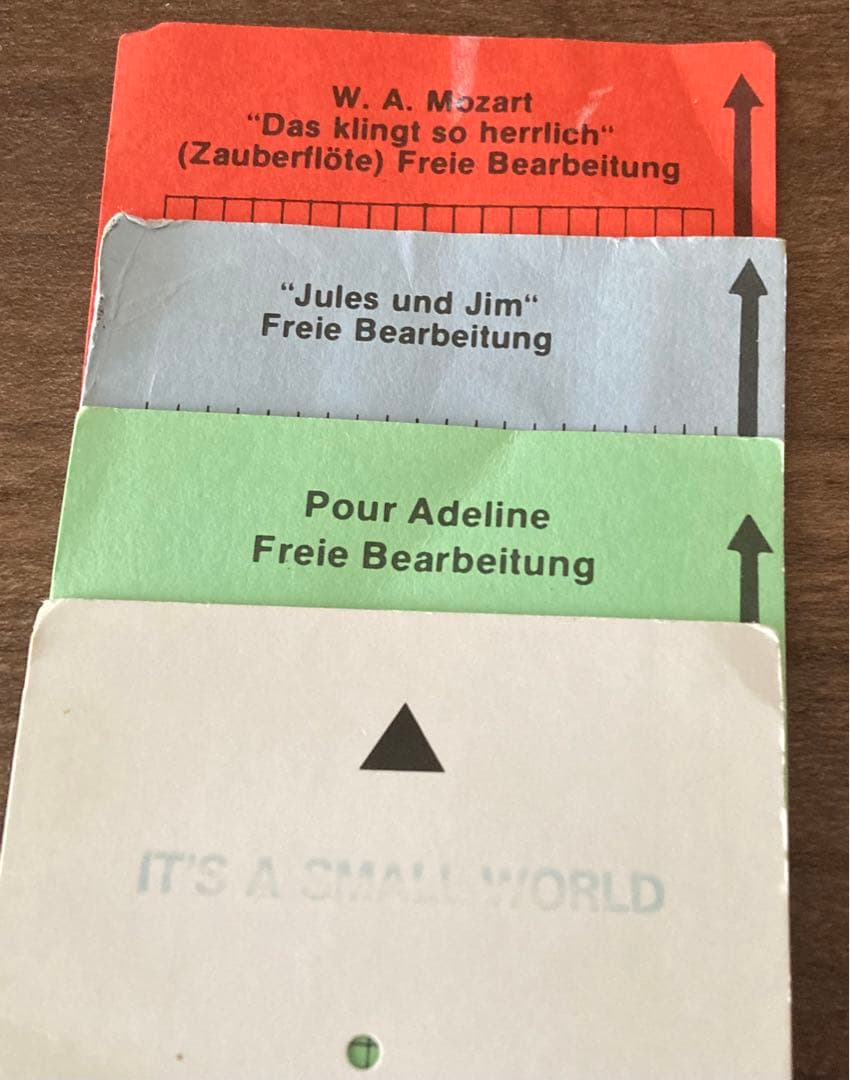 W. A. Mozart
“Das klingt so herrlich“
(Zauberflöte) Freie Bearbeitung
“Jules und Jim“
Freie Bearbeitung
Pour Adeline
Freie Bearbeitung
IT'S A SMALL WORLD